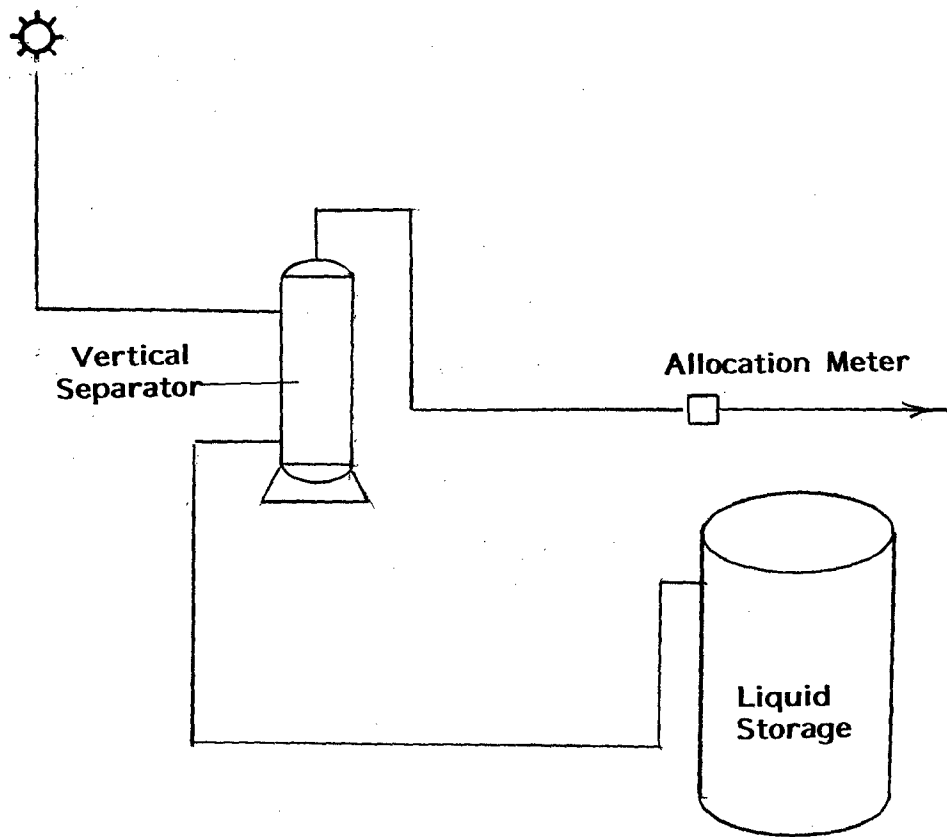 Vertical
Separator
Allocation Meter
Liquid
Storage